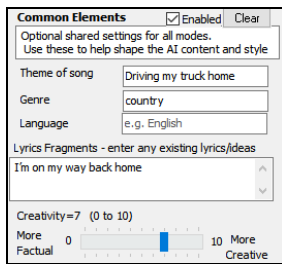 Common Elements Enabled Clear
Optional shared settings for all modes.
Use these to help shape the AI content and style
Theme of song Driving my truck home
Genre country
Language e.g. English
Lyrics Fragments - enter any existing lyrics/ideas
I'm on my way back home
Creativity=7 (0 to 10)
More Factual 0 10 More Creative